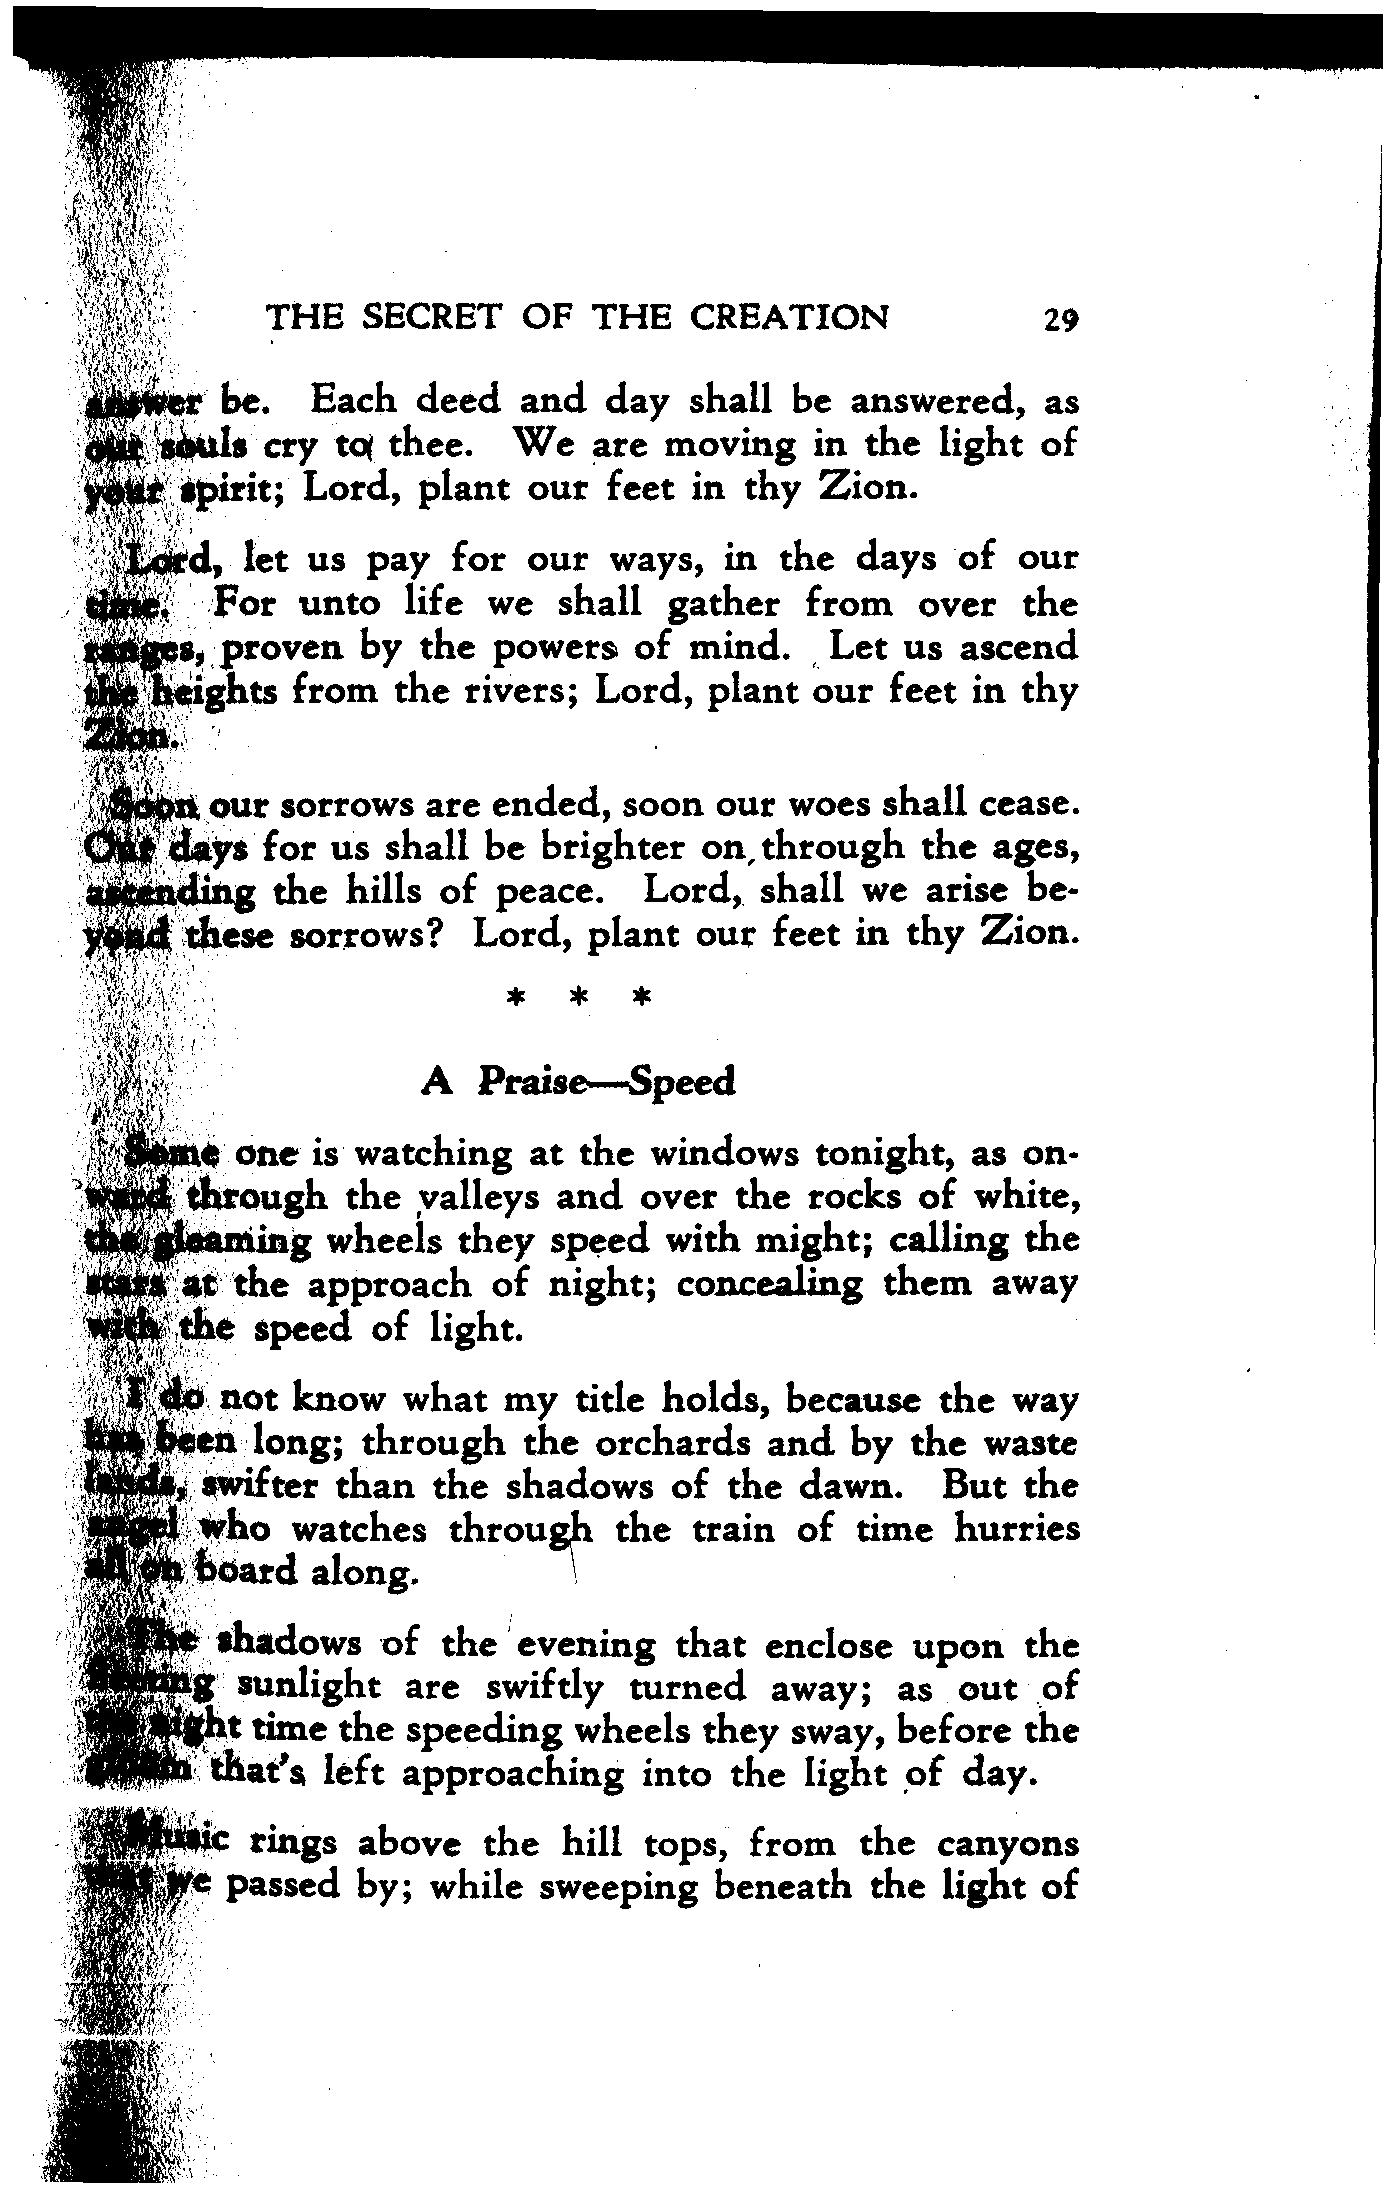 THE SECRET OF THE CREATION 29
answer be. Each deed and day shall be answered, as
our souls cry to thee. We are moving in the light of
your spirit; Lord, plant our feet in thy Zion.
Lord, let us pay for our ways, in the days of our
time. For unto life we shall gather from over the
ranges, proven by the powers of mind. Let us ascend
the heights from the rivers; Lord, plant our feet in thy
Zion.
Soon our sorrows are ended, soon our woes shall cease.
Our days for us shall be brighter on, through the ages,
ascending the hills of peace. Lord, shall we arise be-
yond these sorrows? Lord, plant our feet in thy Zion.
* * *
A Praise—Speed
Some one is watching at the windows tonight, as on-
ward through the valleys and over the rocks of white,
the gleaming wheels they speed with might; calling the
stars at the approach of night; concealing them away
with the speed of light.
I do not know what my title holds, because the way
has been long; through the orchards and by the waste
lands, swifter than the shadows of the dawn. But the
angel who watches through the train of time hurries
all on board along.
The shadows of the evening that enclose upon the
sunlight are swiftly turned away; as out of
the night time the speeding wheels they sway, before the
that's left approaching into the light of day.
Music rings above the hill tops, from the canyons
that we passed by; while sweeping beneath the light of